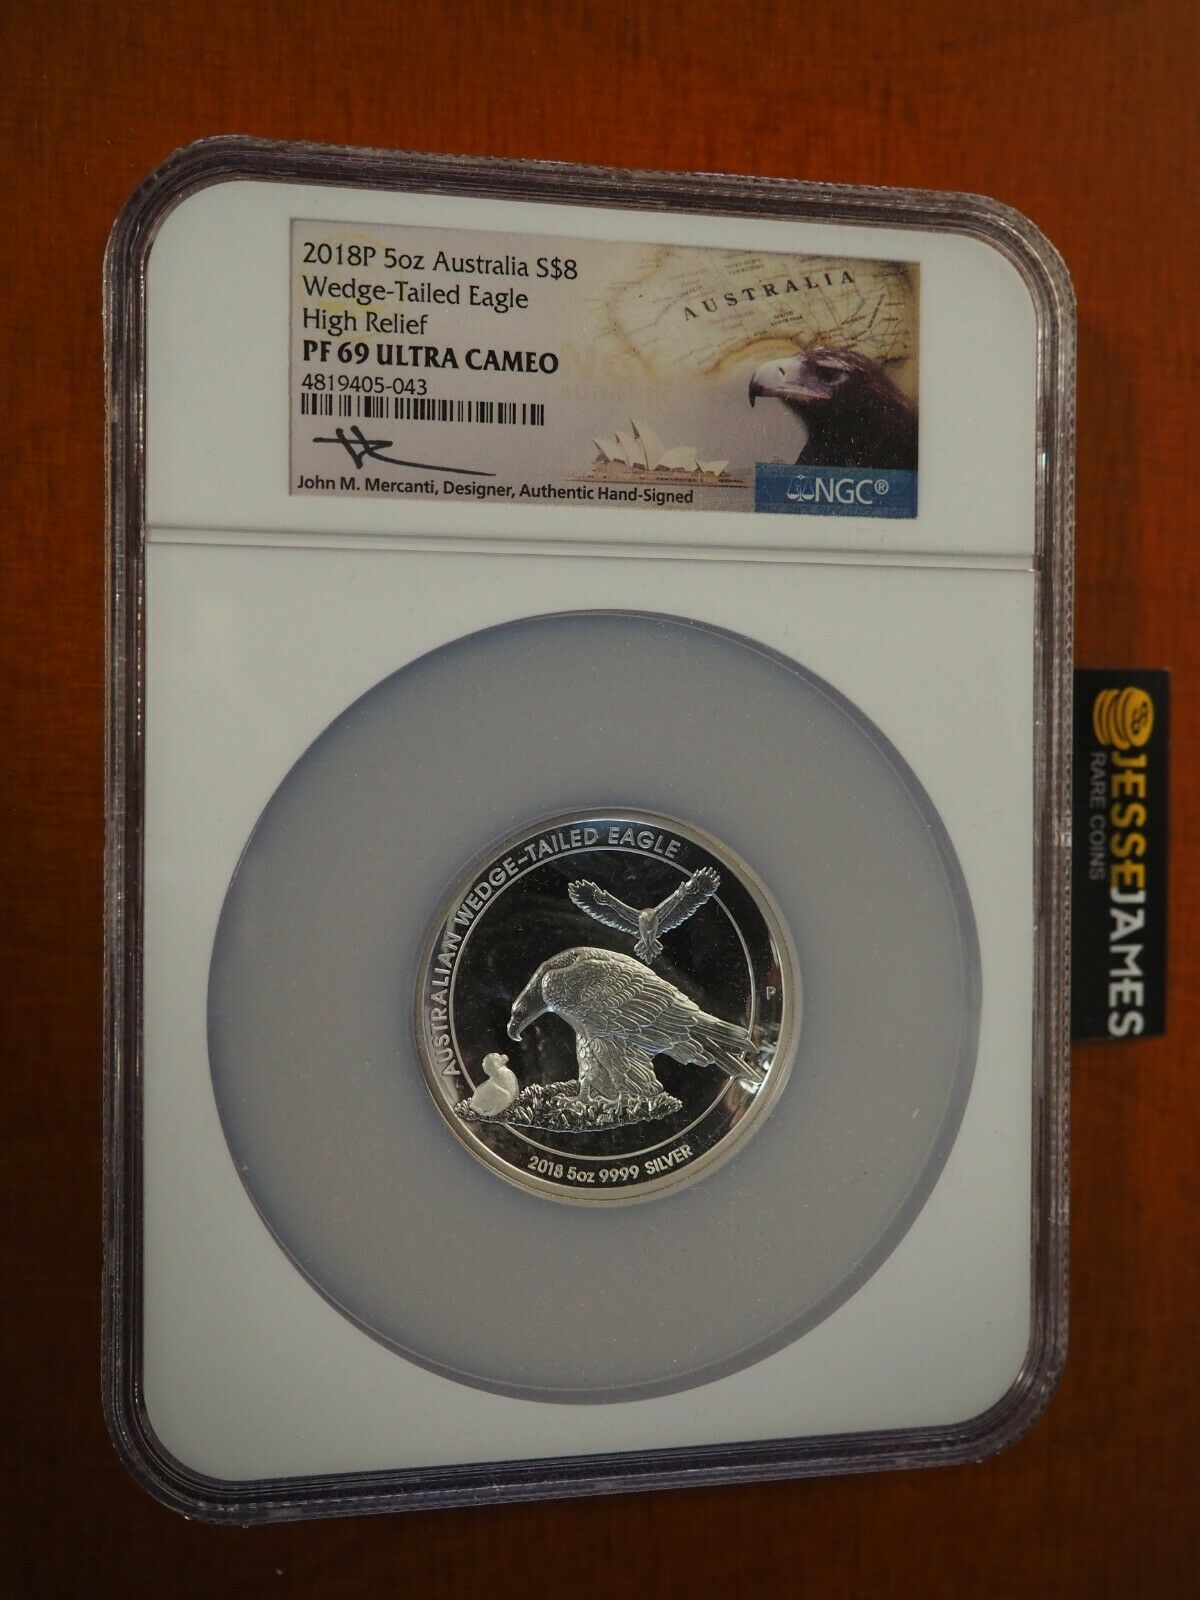 2018P 5oz Australia S$8
Wedge-Tailed Eagle
High Relief
PF 69 ULTRA CAMEO
4819405-043
John M. Mercanti, Designer, Authentic Hand-Signed
AUSTRALIA
NGC®
AUSTRALIAN WEDGE-TAILED EAGLE
P
2018 5oz 9999 SILVER
JESSEJAMES
RARE COINS